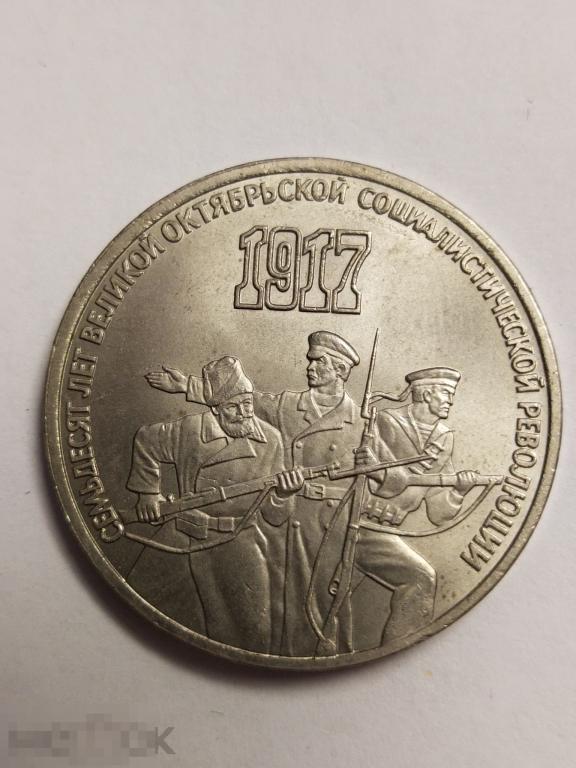 СЕМЬДЕСЯТ ЛЕТ ВЕЛИКОЙ ОКТЯБРЬСКОЙ СОЦИАЛИСТИЧЕСКОЙ РЕВОЛЮЦИИ
1917